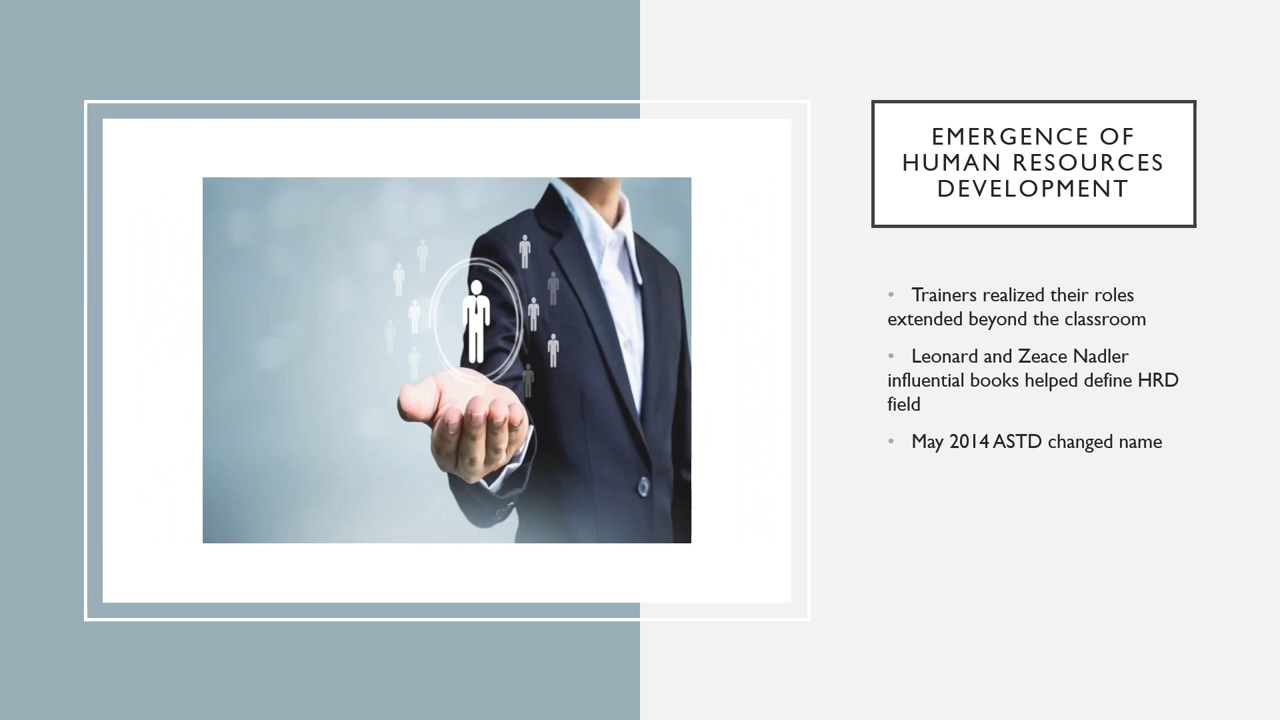 EMERGENCE OF
HUMAN RESOURCES
DEVELOPMENT
• Trainers realized their roles
extended beyond the classroom
• Leonard and Zeace Nadler
influential books helped define HRD
field
• May 2014 ASTD changed name